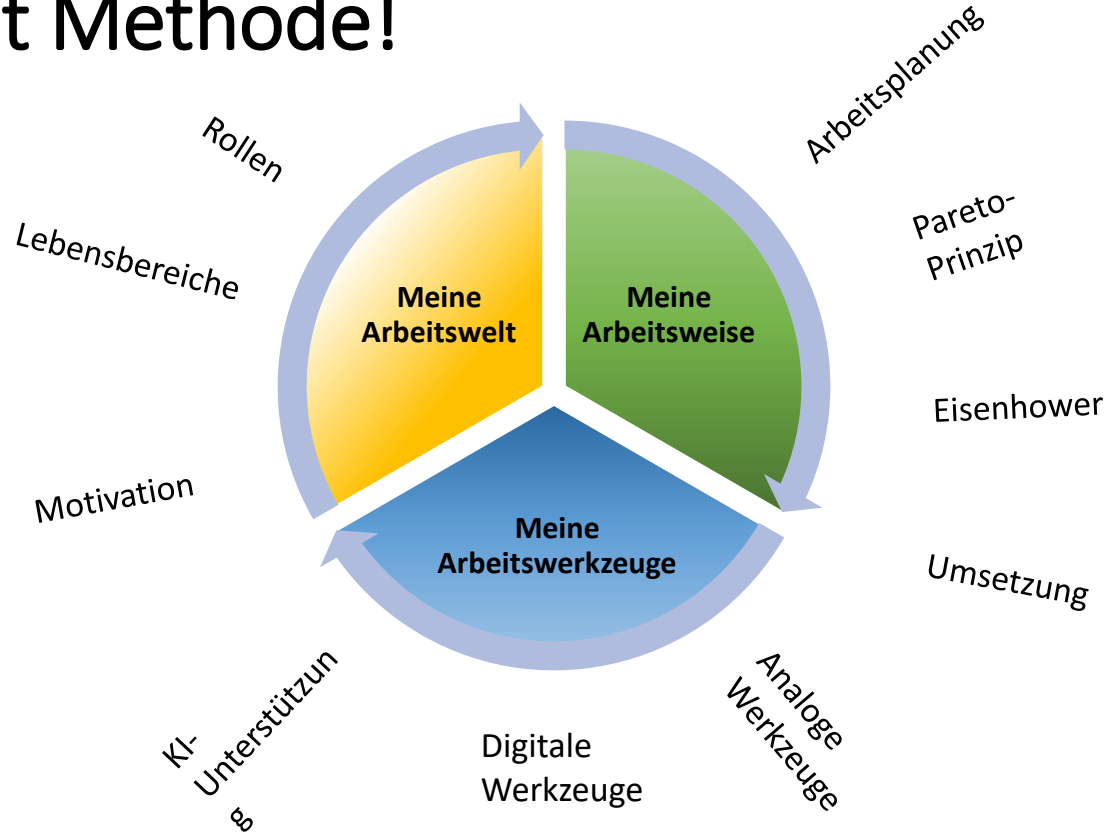 t Methode!
Arbeitsplanung
Rollen
Pareto-
Prinzip
Lebensbereiche
Meine
Arbeitswelt
Meine
Arbeitsweise
Eisenhower
Motivation
Meine
Arbeitswerkzeuge
Umsetzung
KI-
Unterstützun
g
Digitale
Werkzeuge
Analoge
Werkzeuge